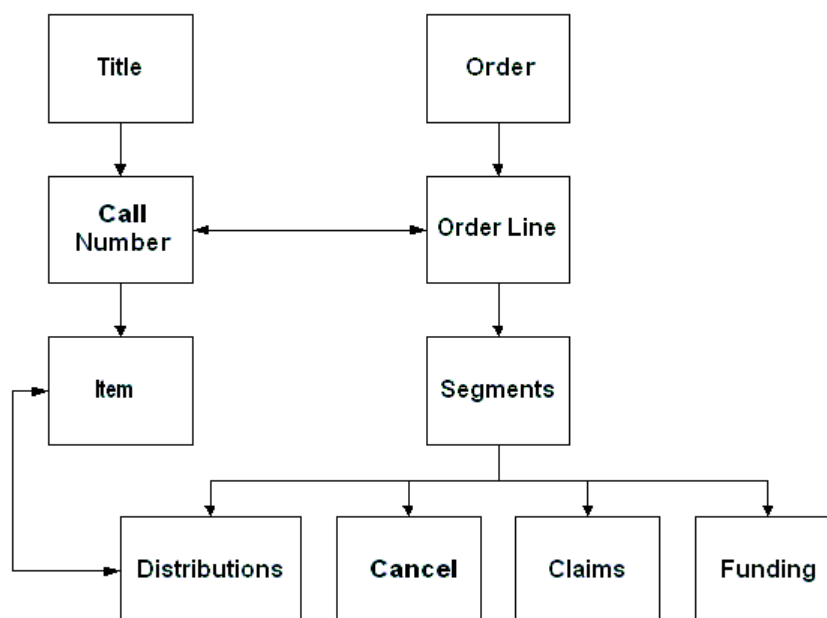 Title
Order
Call
Number
Order Line
Item
Segments
Distributions
Cancel
Claims
Funding